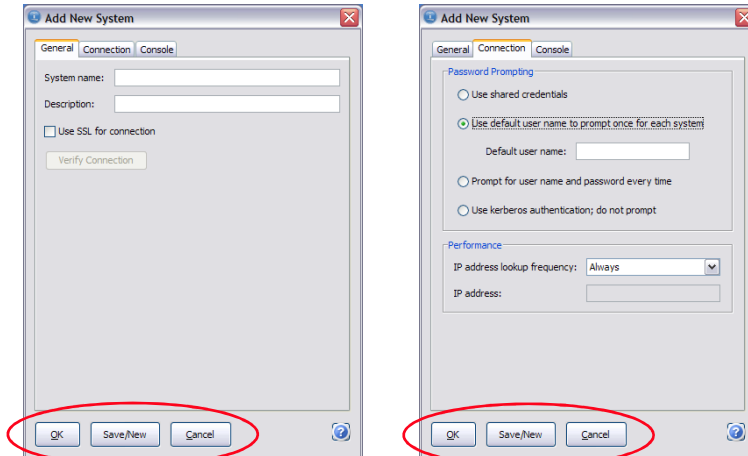 Add New System
General Connection Console
System name:
Description:
Use SSL for connection
Verify Connection
OK Save/New Cancel
Add New System
General Connection Console
Password Prompting
Use shared credentials
Use default user name to prompt once for each system
Default user name:
Prompt for user name and password every time
Use kerberos authentication; do not prompt
Performance
IP address lookup frequency: Always
IP address:
OK Save/New Cancel